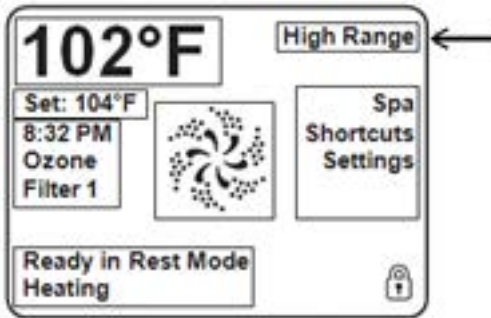 102°F
High Range
Set: 104°F
8:32 PM
Ozone
Filter 1
Spa
Shortcuts
Settings
Ready in Rest Mode
Heating